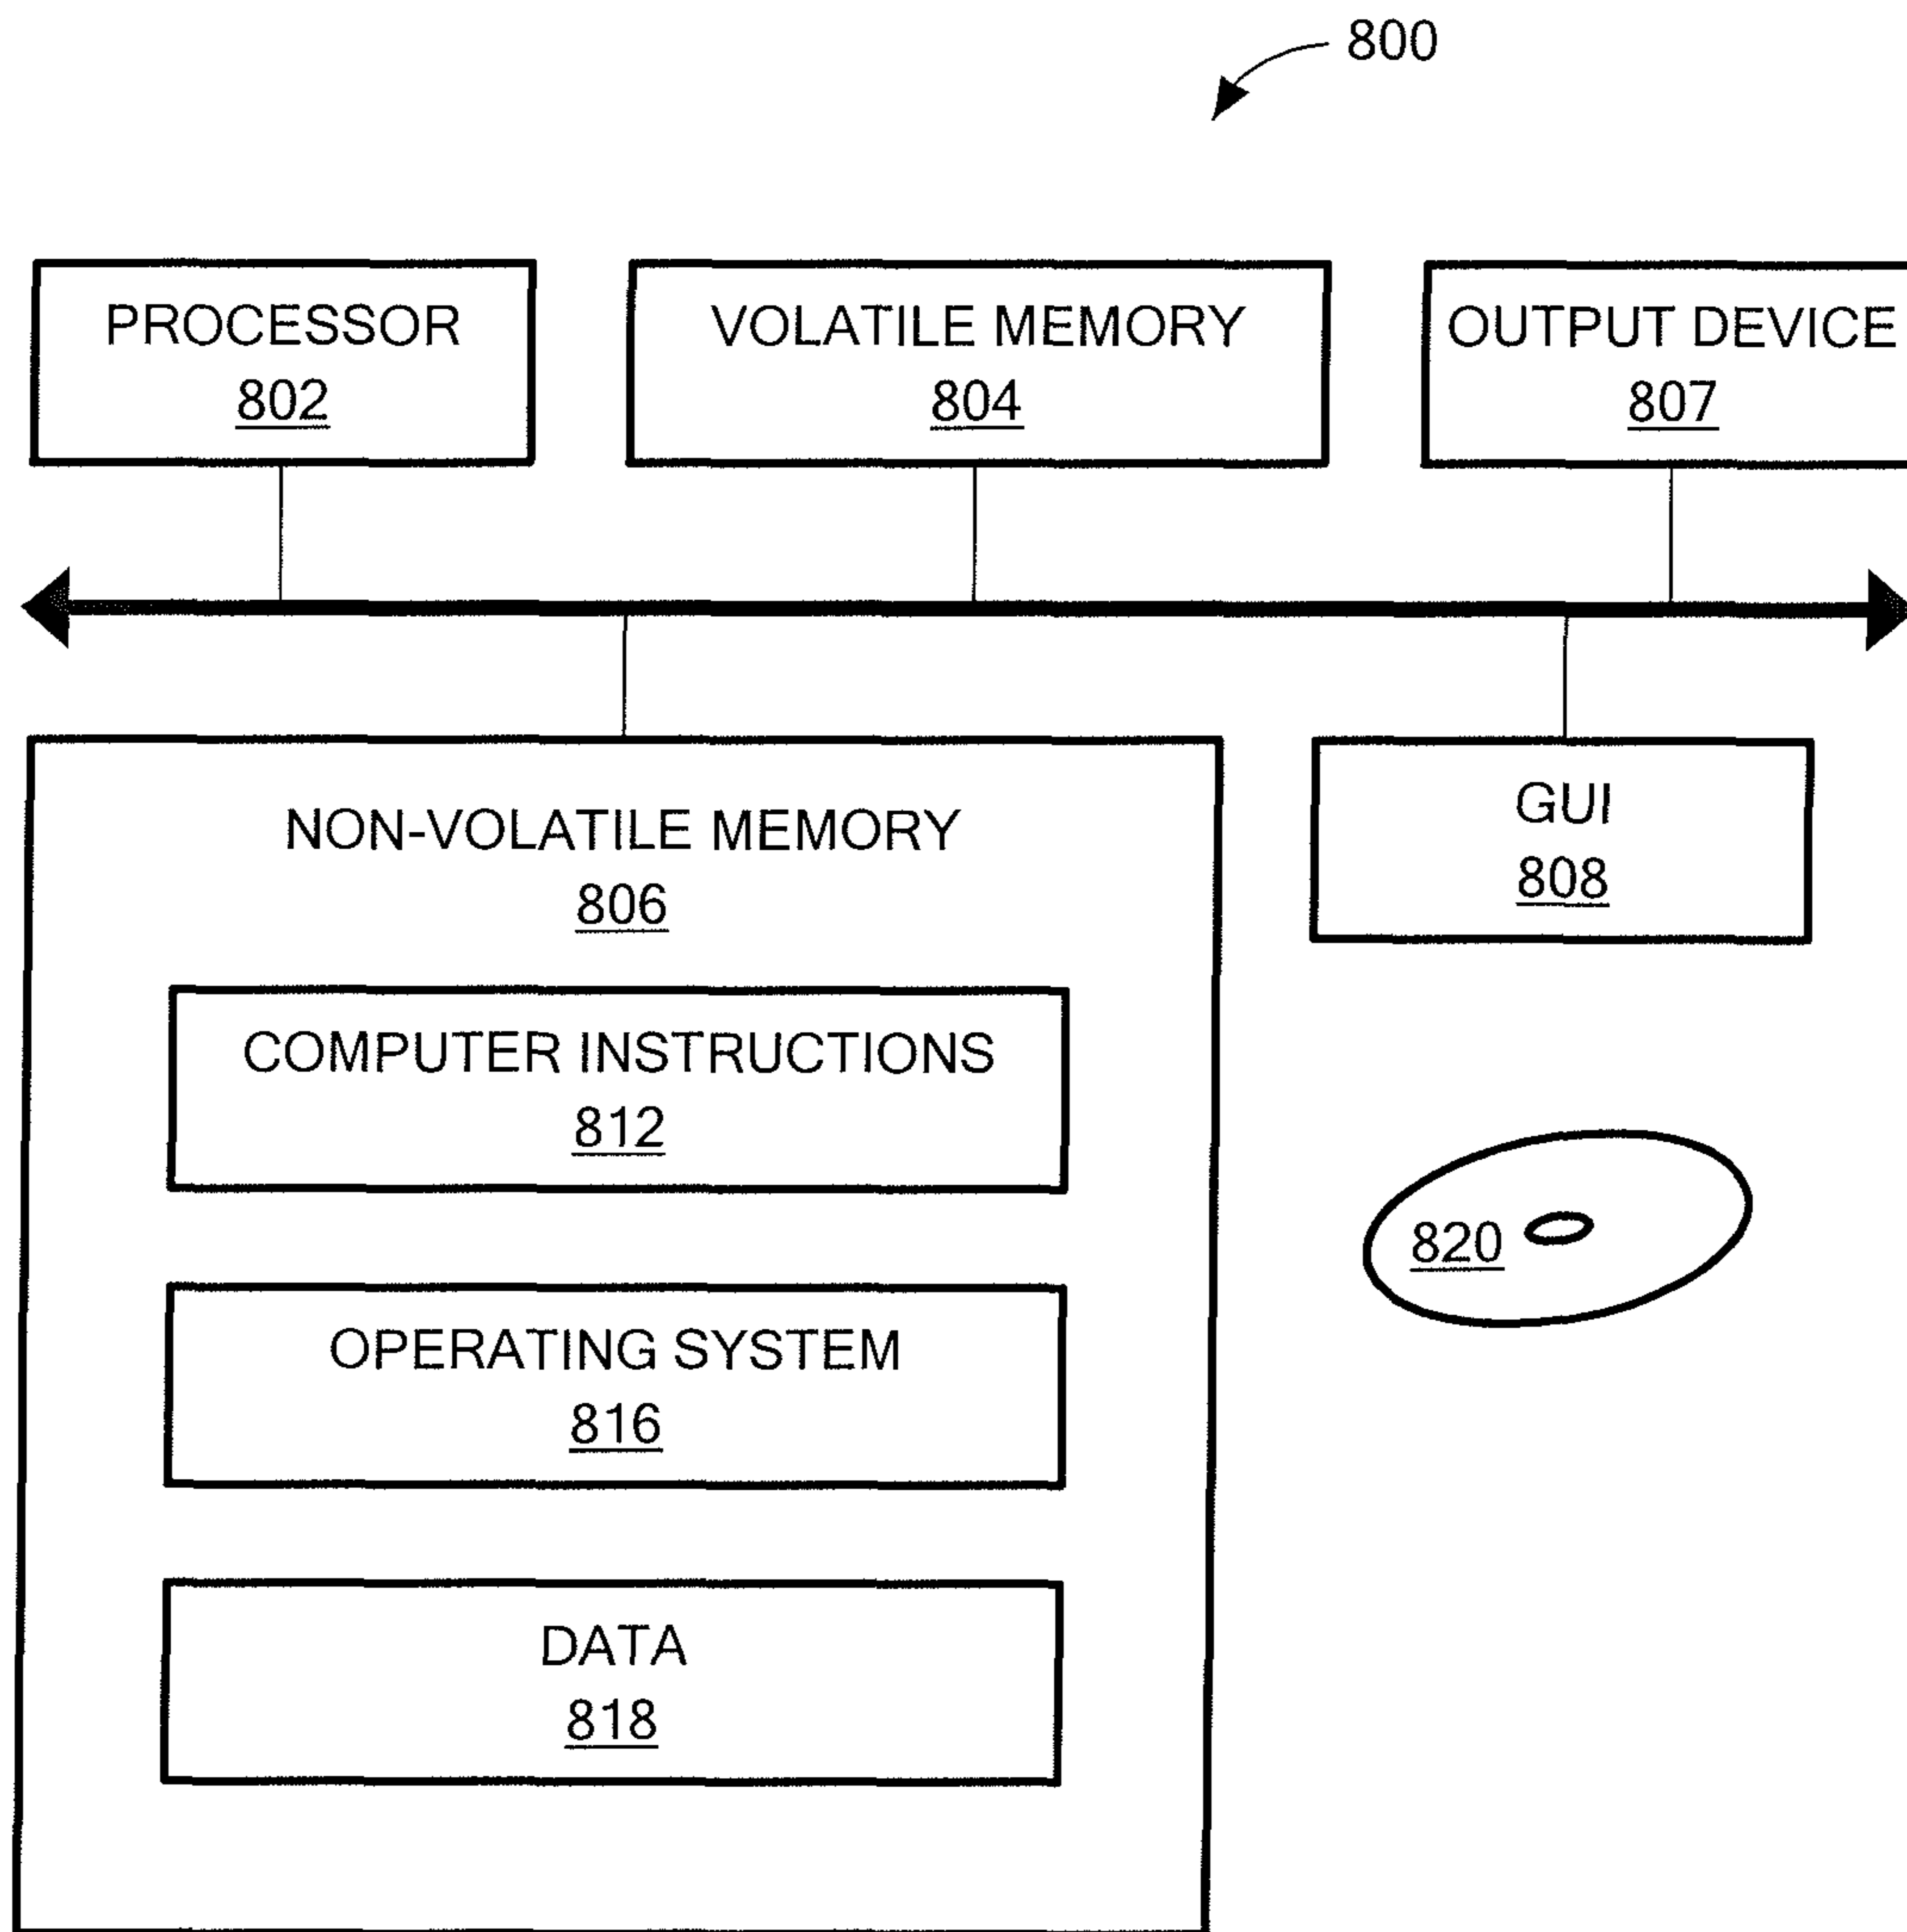 800
PROCESSOR
802
VOLATILE MEMORY
804
OUTPUT DEVICE
807
NON-VOLATILE MEMORY
806
GUI
808
COMPUTER INSTRUCTIONS
812
820
OPERATING SYSTEM
816
DATA
818